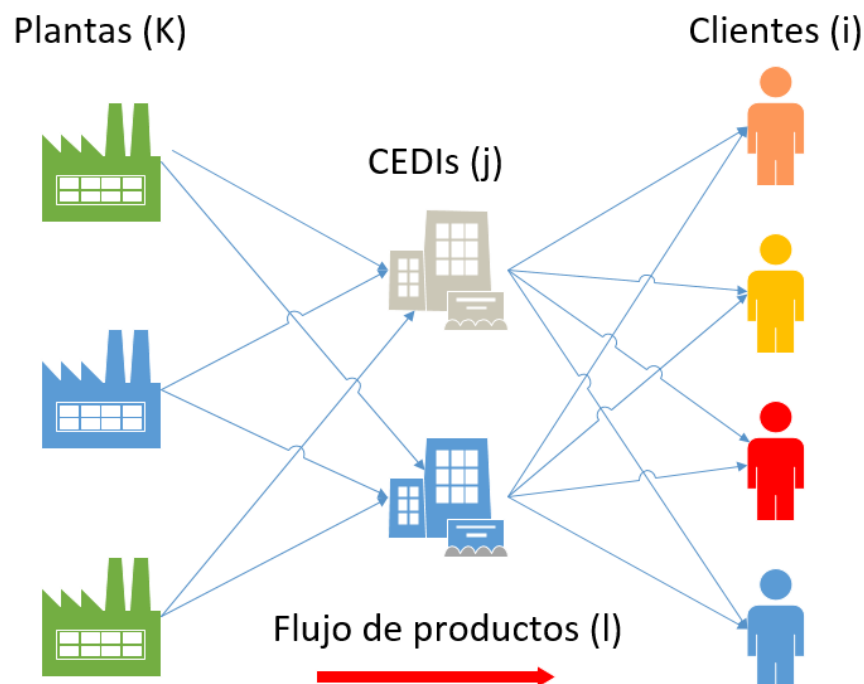 Plantas (K)
Clientes (i)
CEDIs (j)
Flujo de productos (l)